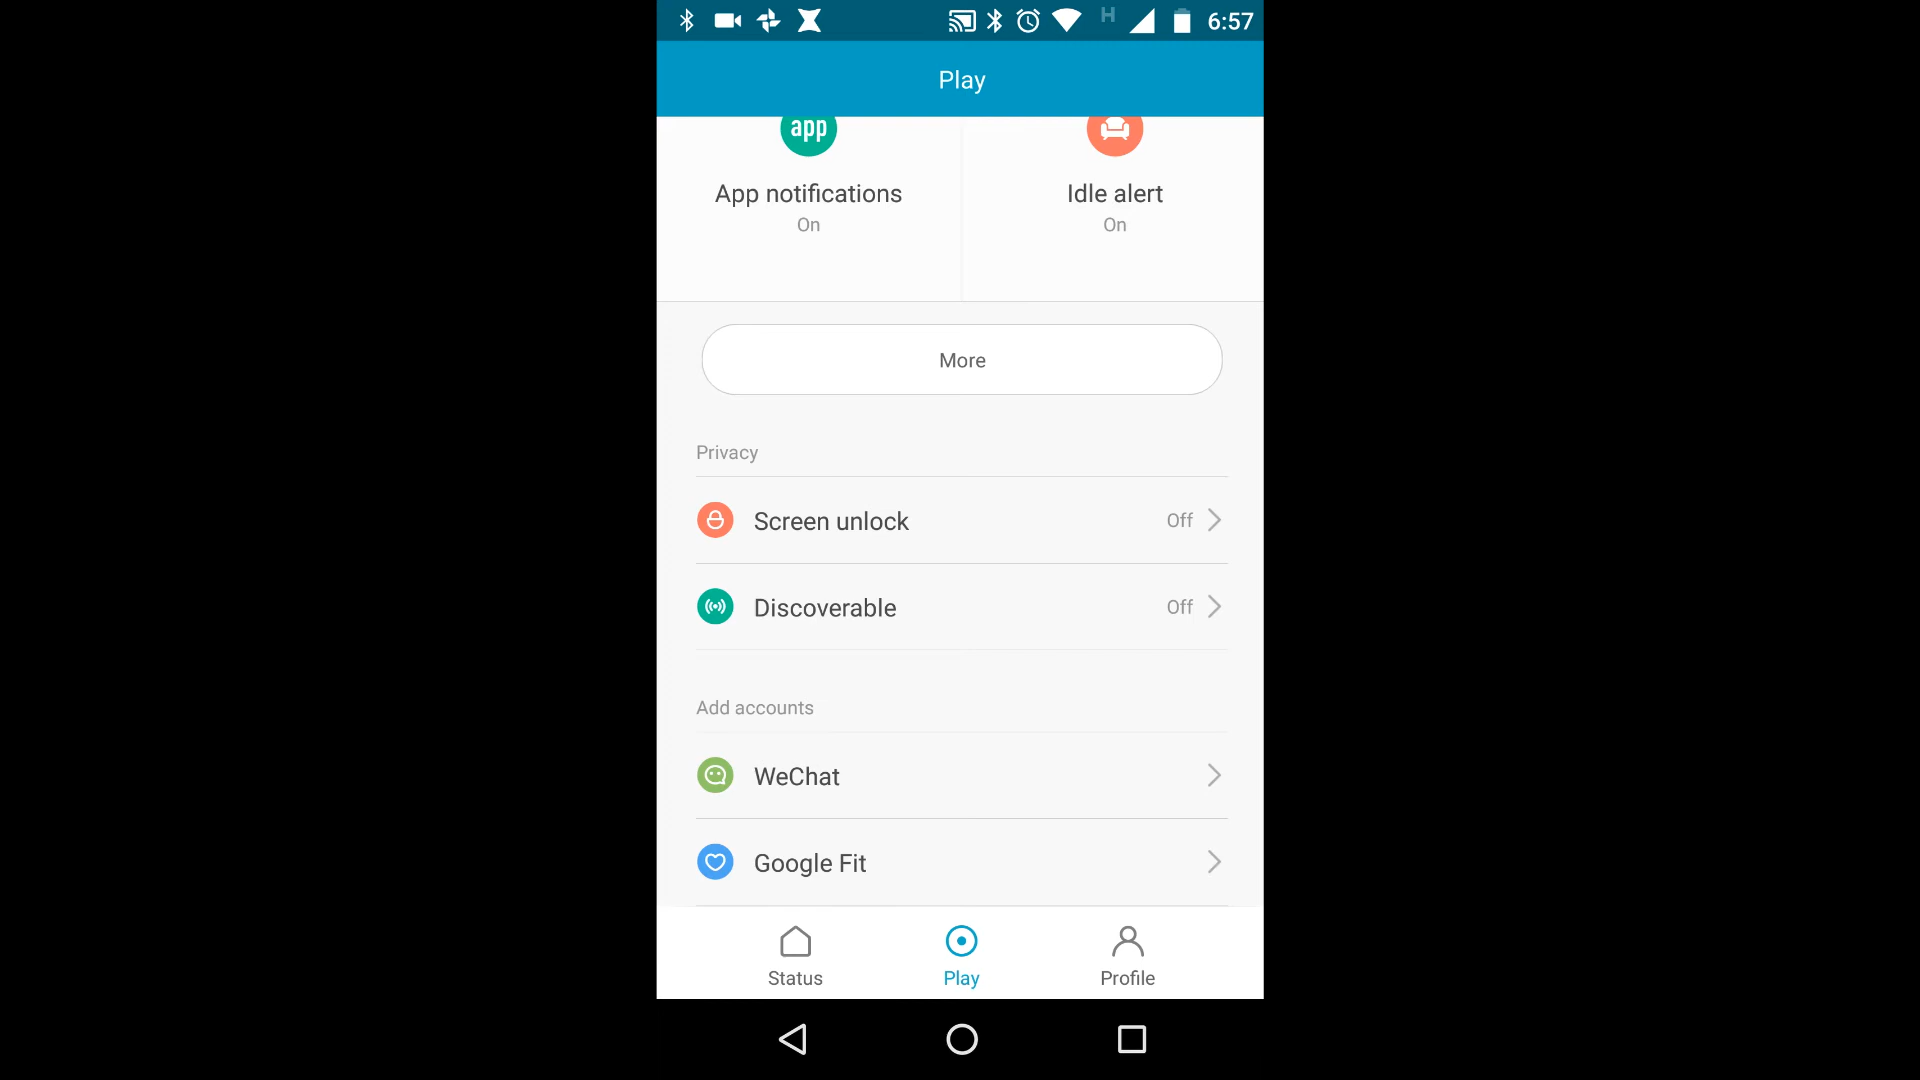 H 6:57
Play
app
App notifications
On
Idle alert
On
More
Privacy
Screen unlock Off
Discoverable Off
Add accounts
WeChat
Google Fit
Status Play Profile